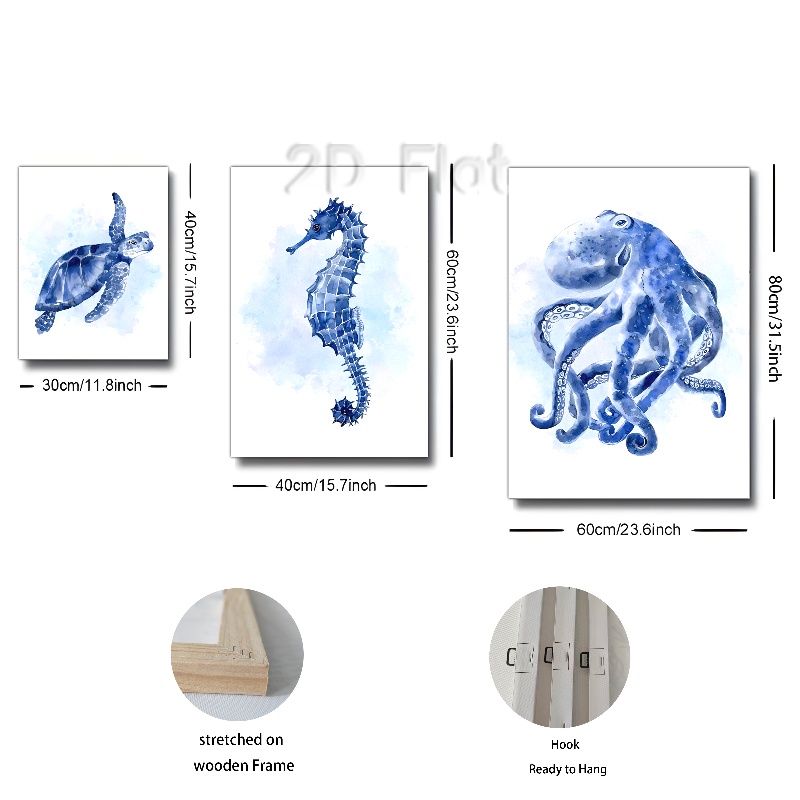 2D Flat
40cm/15.7inch
60cm/23.6inch
80cm/31.5inch
30cm/11.8inch
40cm/15.7inch
60cm/23.6inch
stretched on
wooden Frame
Hook
Ready to Hang